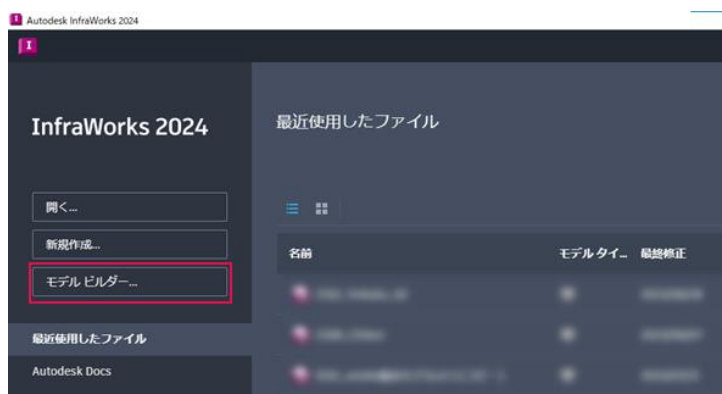 Autodesk InfraWorks 2024
InfraWorks 2024
最近使用したファイル
開く...
新規作成...
モデル ビルダー...
名前 モデル タイ... 最終修正
最近使用したファイル
Autodesk Docs